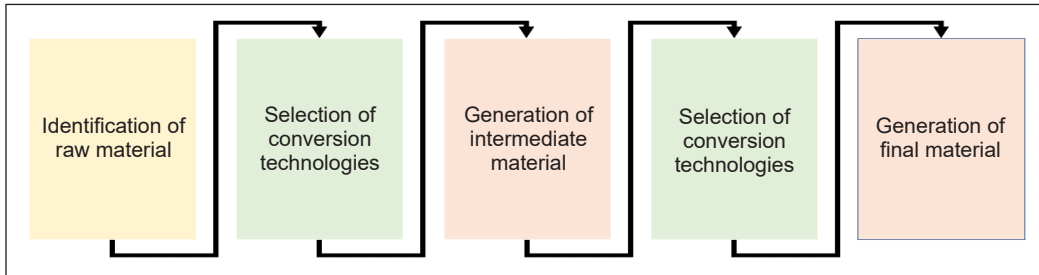 Identification of
raw material
Selection of
conversion
technologies
Generation of
intermediate
material
Selection of
conversion
technologies
Generation of
final material